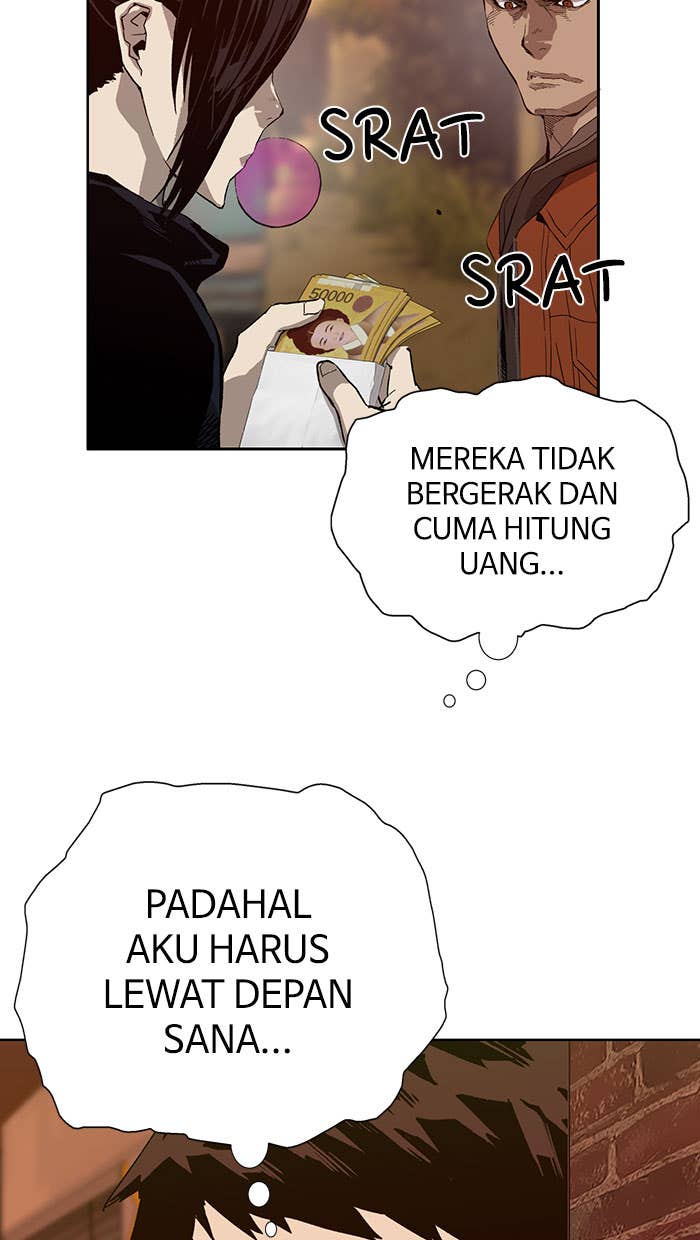 SRAT
SRAT
50000
MEREKA TIDAK
BERGERAK DAN
CUMA HITUNG
UANG...
PADAHAL
AKU HARUS
LEWAT DEPAN
SANA...